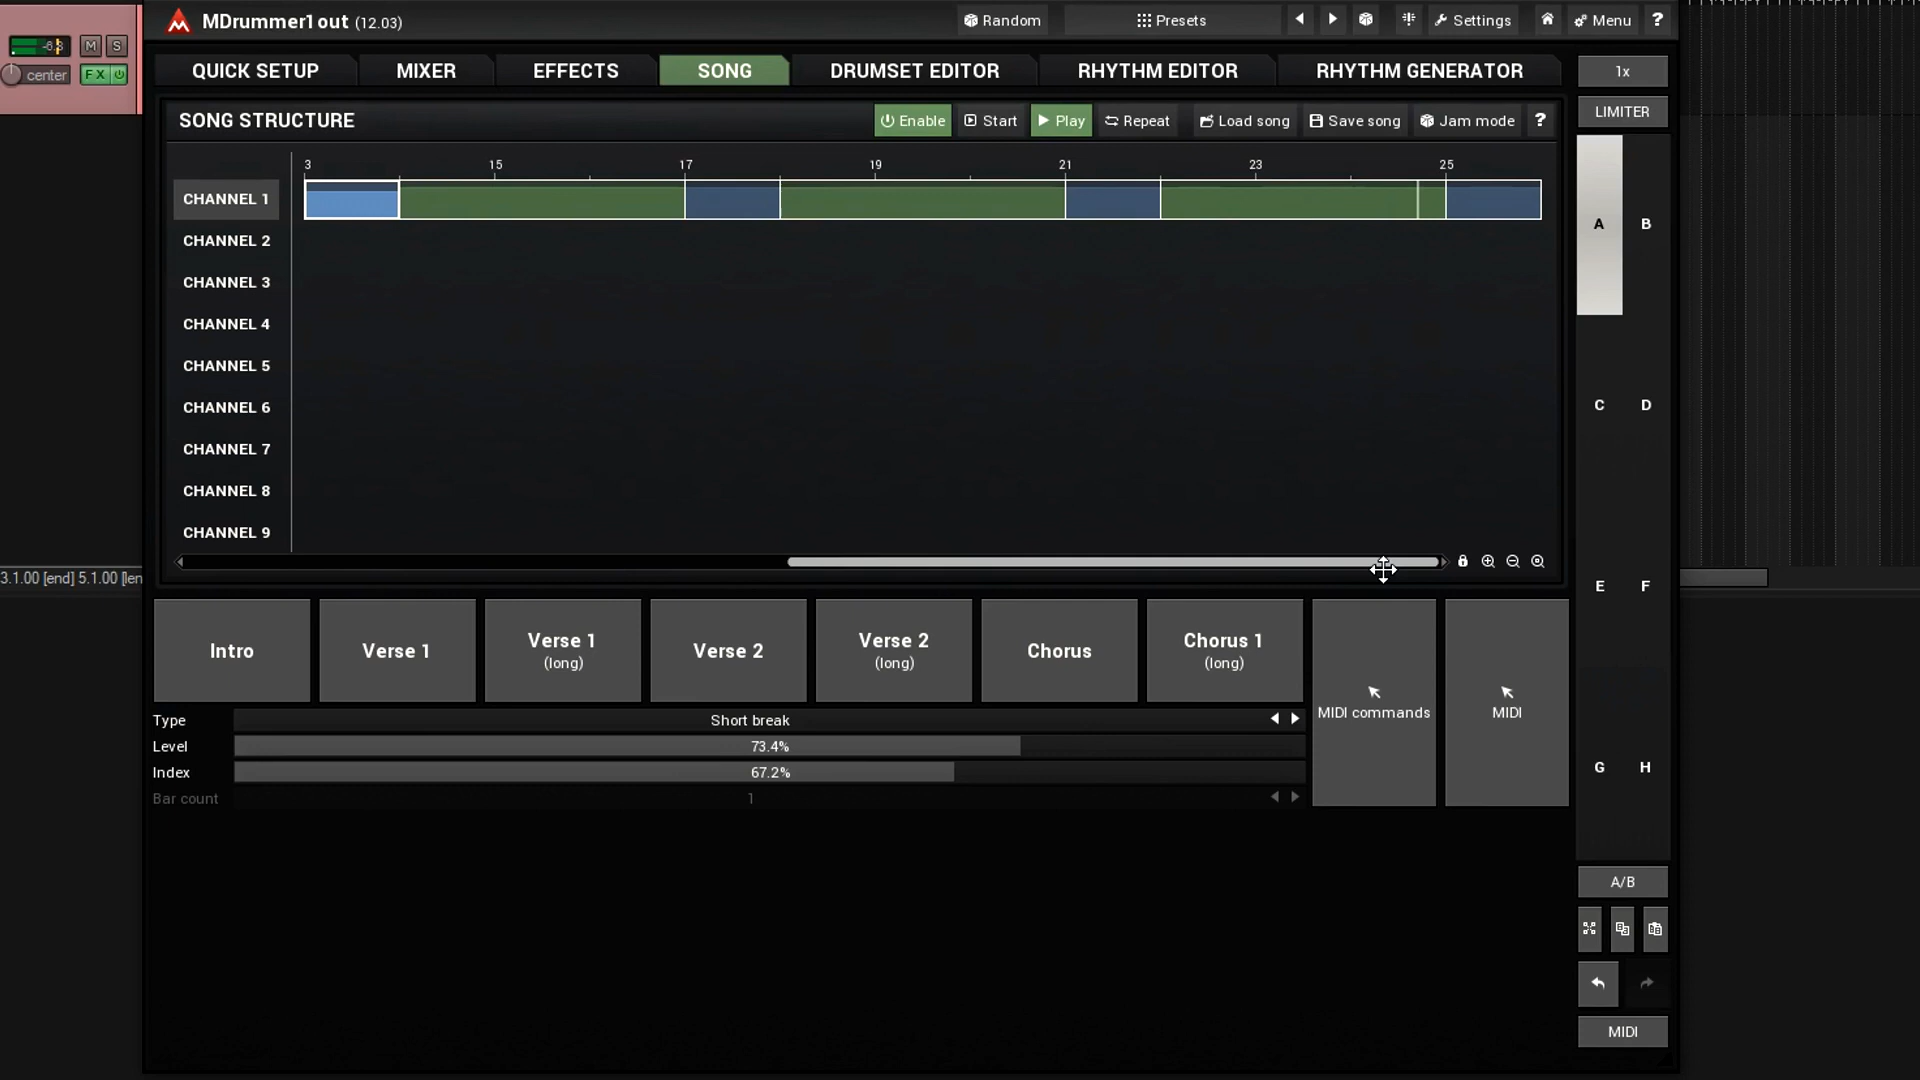 MDrummer1 out (12.03)
Random
Presets
Settings
Menu
?
-6.3
M
S
center
FX
QUICK SETUP
MIXER
EFFECTS
SONG
DRUMSET EDITOR
RHYTHM EDITOR
RHYTHM GENERATOR
1x
SONG STRUCTURE
Enable
Start
Play
Repeat
Load song
Save song
Jam mode
?
LIMITER
3
15
17
19
21
23
25
CHANNEL 1
CHANNEL 2
CHANNEL 3
CHANNEL 4
CHANNEL 5
CHANNEL 6
CHANNEL 7
CHANNEL 8
CHANNEL 9
A
B
C
D
E
F
G
H
3.1.00 [end] 5.1.00 [len
Intro
Verse 1
Verse 1
(long)
Verse 2
Verse 2
(long)
Chorus
Chorus 1
(long)
MIDI commands
MIDI
Type
Short break
Level
73.4%
Index
67.2%
Bar count
1
A/B
MIDI